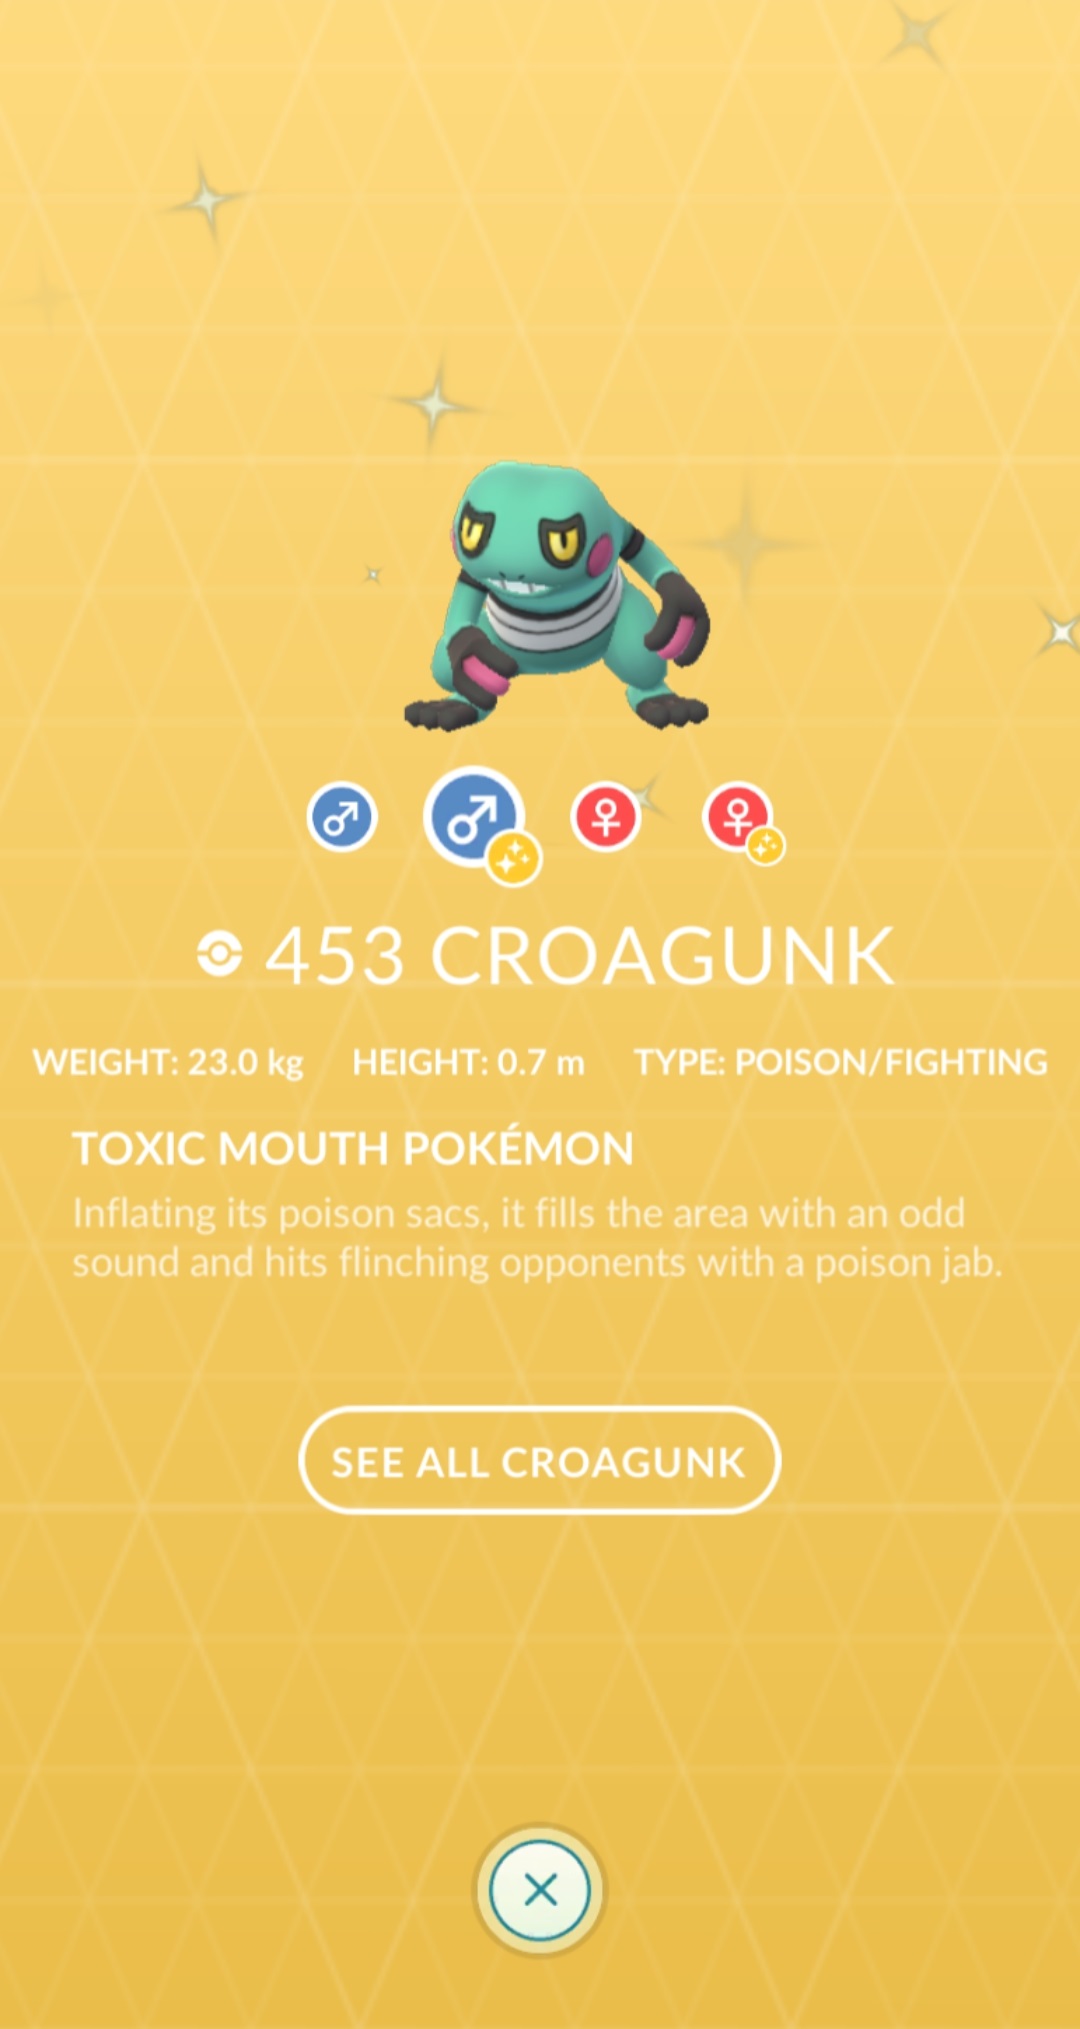 453 CROAGUNK
WEIGHT: 23.0 kg HEIGHT: 0.7 m TYPE: POISON/FIGHTING
TOXIC MOUTH POKÉMON
Inflating its poison sacs, it fills the area with an odd
sound and hits flinching opponents with a poison jab.
SEE ALL CROAGUNK